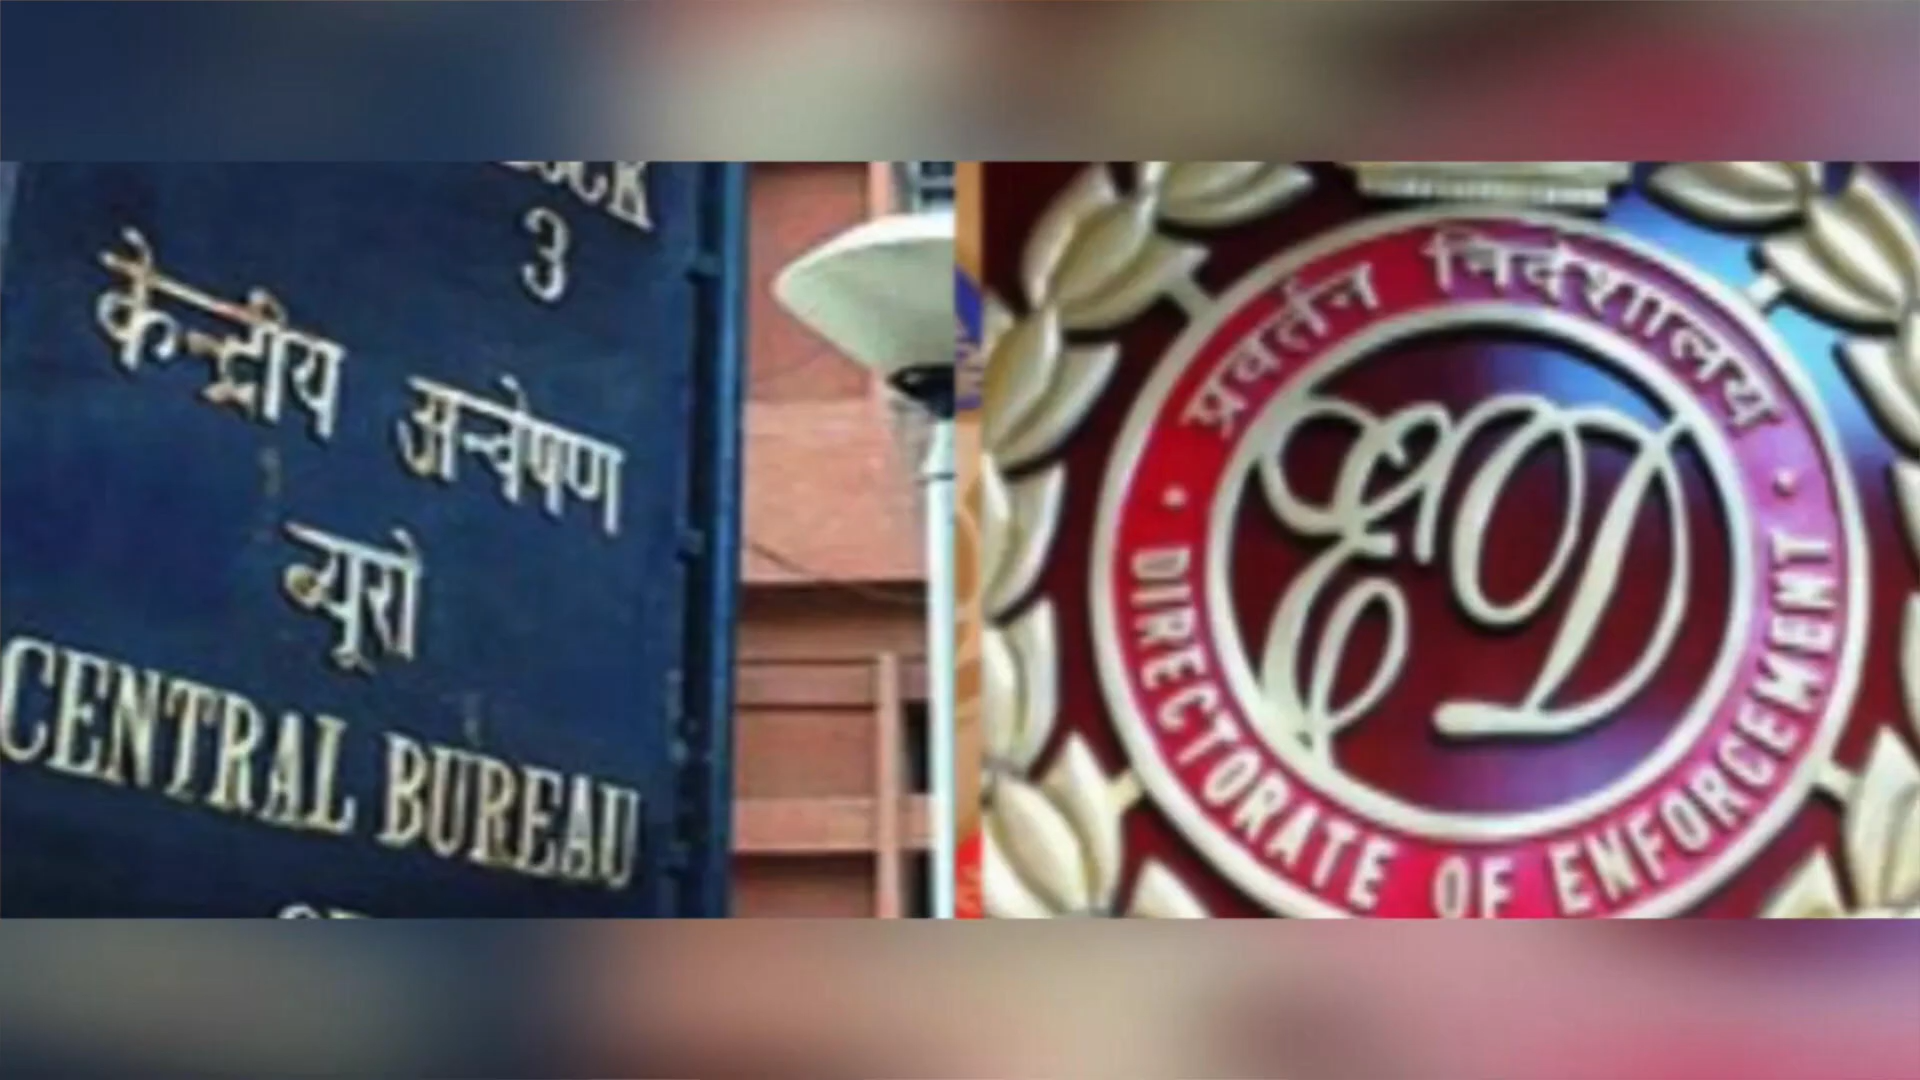 3
केन्द्रीय अन्वेषण
ब्यूरो
CENTRAL BUREAU
प्रवर्तन निदेशालय
ED
DIRECTORATE OF ENFORCEMENT